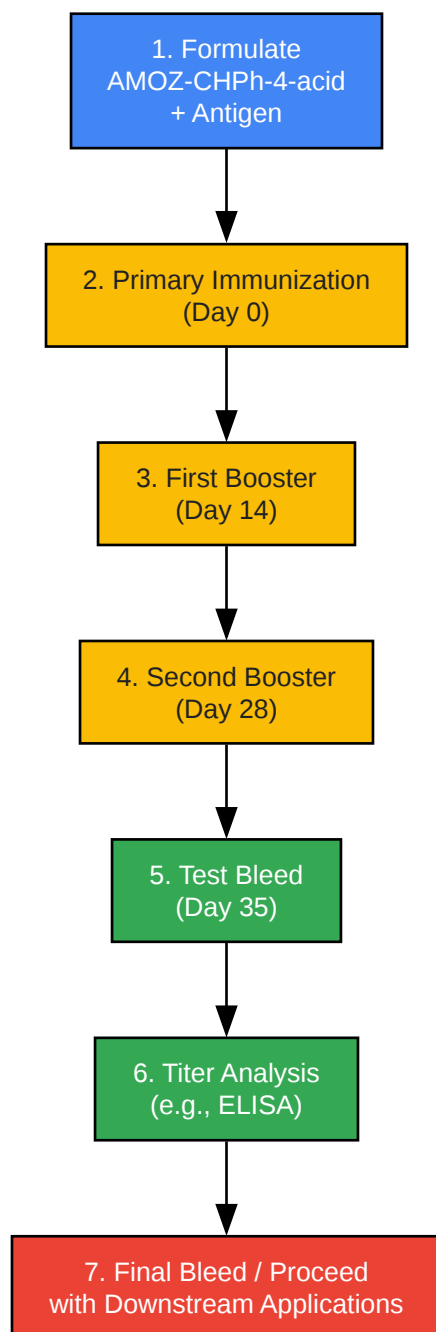 1. Formulate
AMOZ-CHPh-4-acid
+ Antigen
2. Primary Immunization
(Day 0)
3. First Booster
(Day 14)
4. Second Booster
(Day 28)
5. Test Bleed
(Day 35)
6. Titer Analysis
(e.g., ELISA)
7. Final Bleed / Proceed
with Downstream Applications